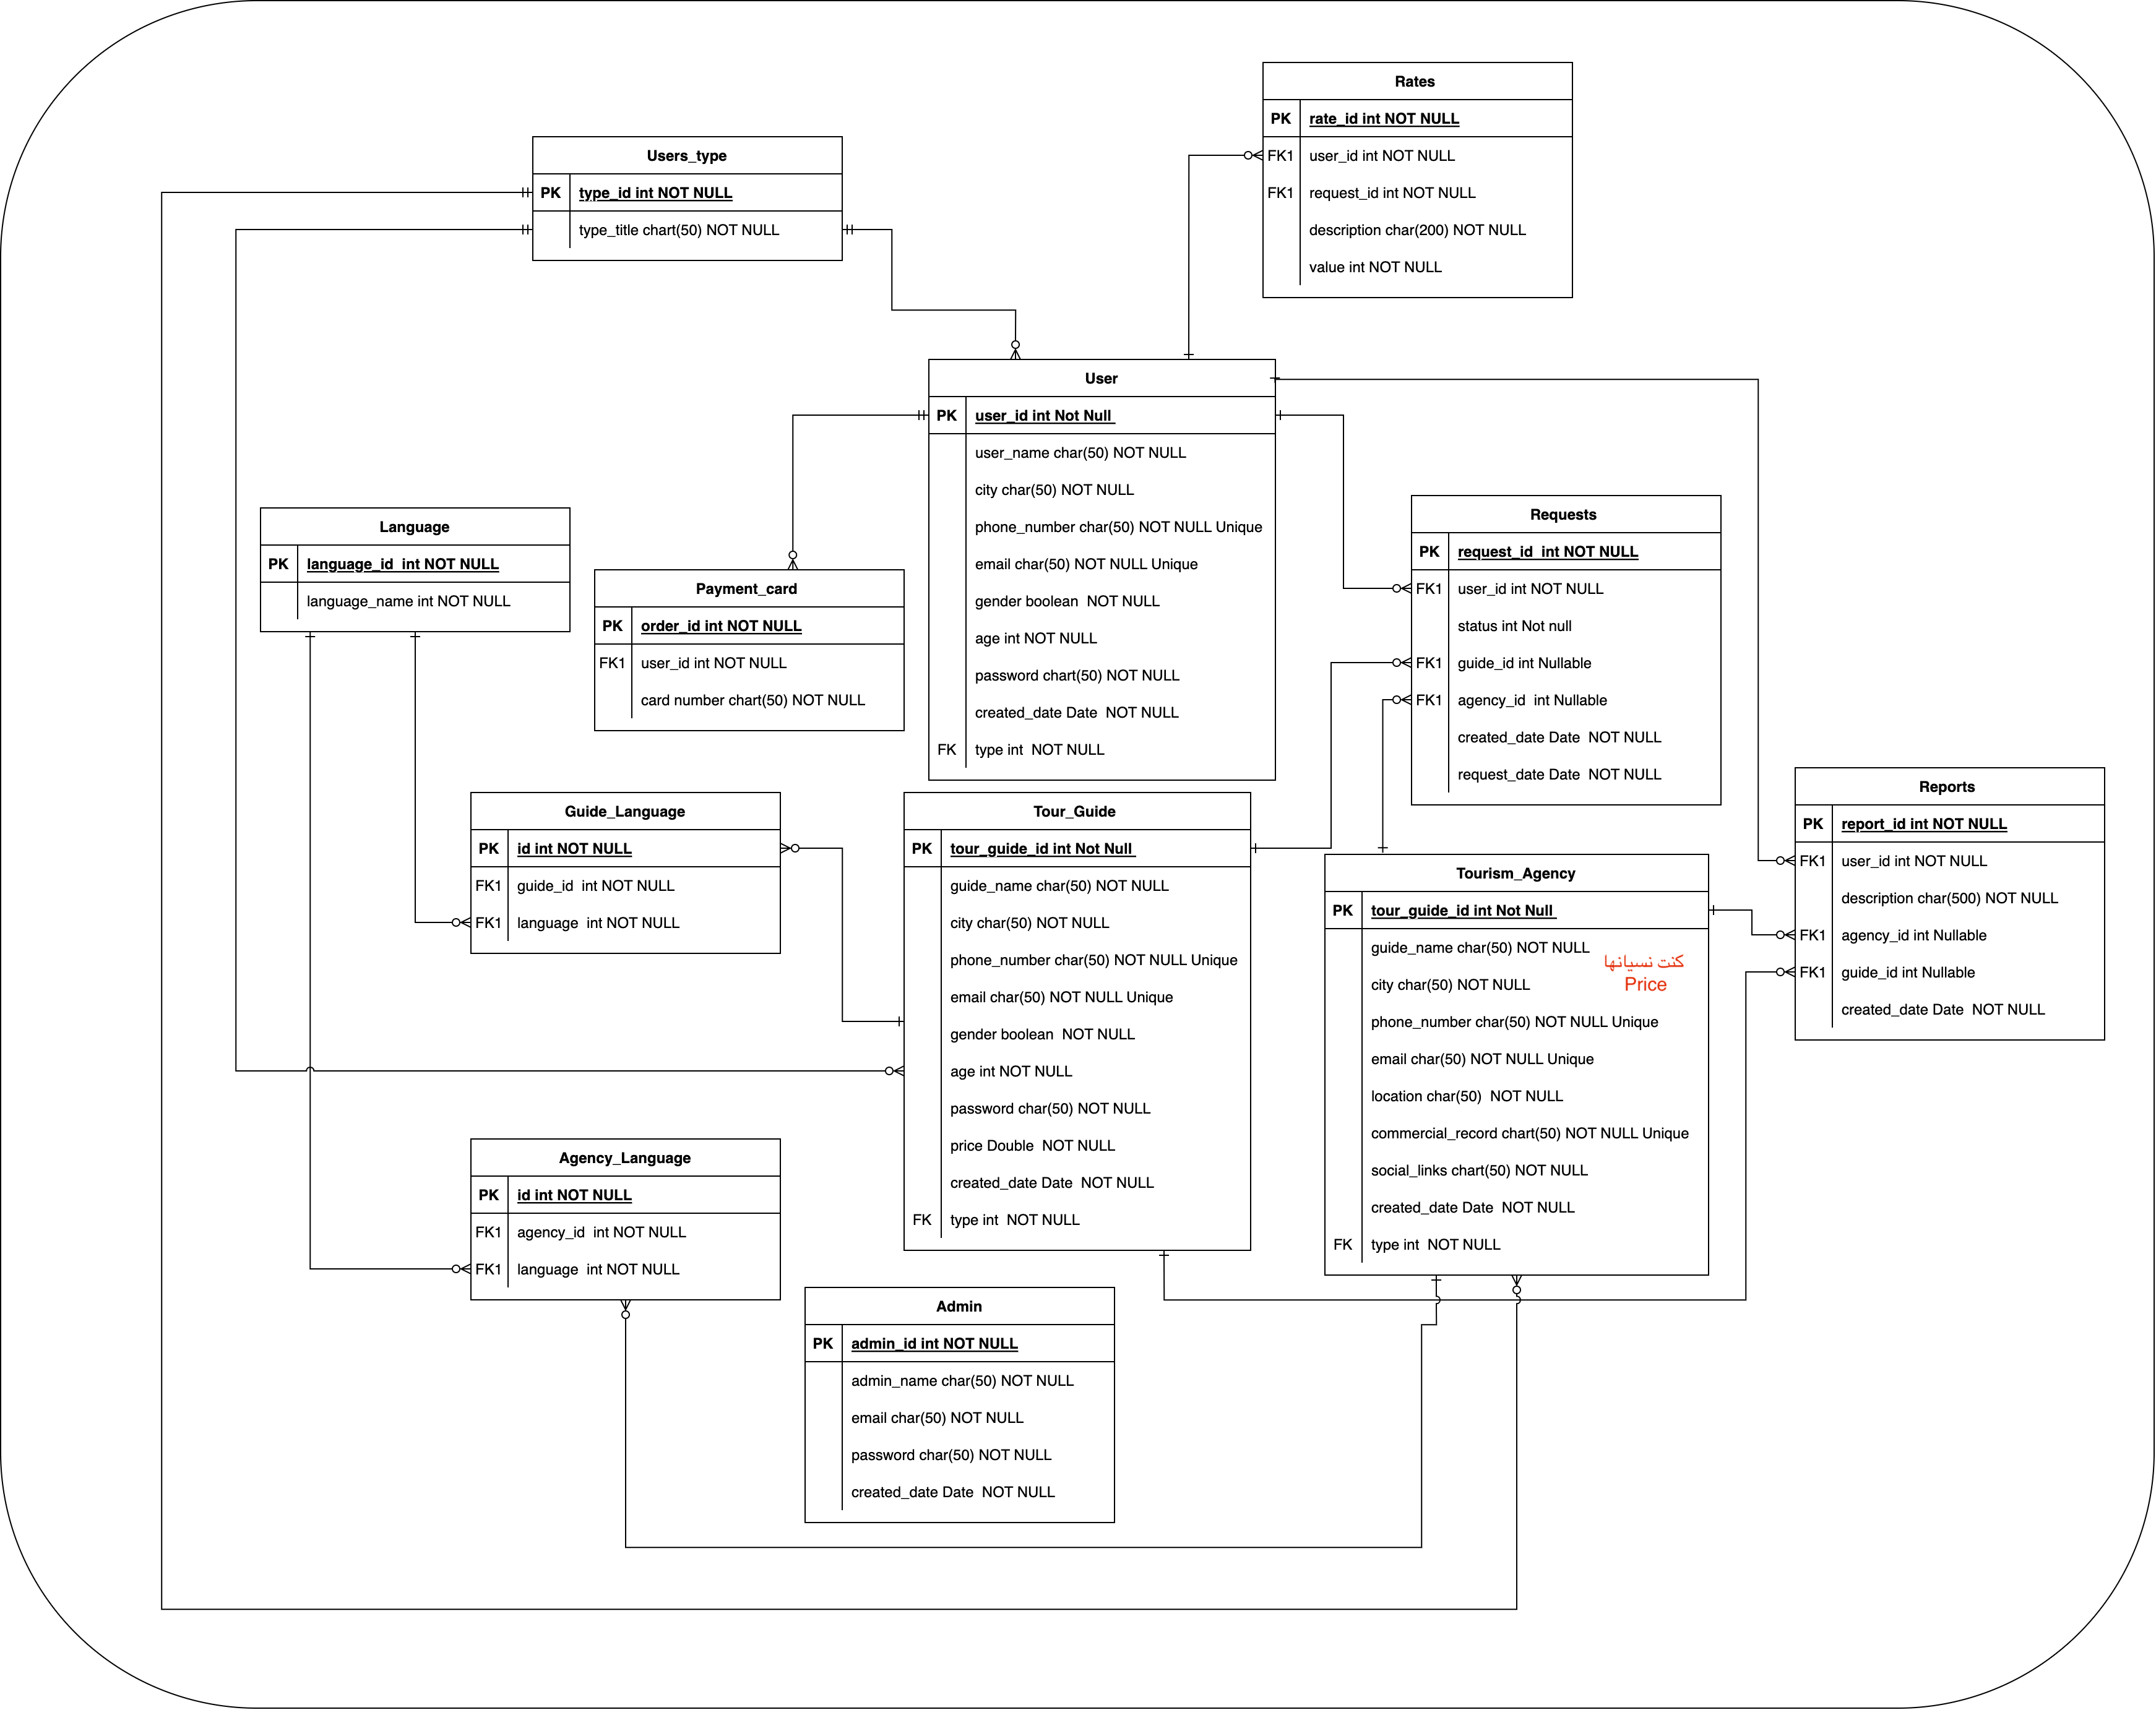 Rates
PK rate_id int NOT NULL
FK1 user_id int NOT NULL
FK1 request_id int NOT NULL
description char(200) NOT NULL
value int NOT NULL
Users_type
PK type_id int NOT NULL
type_title chart(50) NOT NULL
User
PK user_id int Not Null
user_name char(50) NOT NULL
city char(50) NOT NULL
phone_number char(50) NOT NULL Unique
email char(50) NOT NULL Unique
gender boolean NOT NULL
age int NOT NULL
password chart(50) NOT NULL
created_date Date NOT NULL
FK type int NOT NULL
Language
PK language_id int NOT NULL
language_name int NOT NULL
Payment_card
PK order_id int NOT NULL
FK1 user_id int NOT NULL
card number chart(50) NOT NULL
Requests
PK request_id int NOT NULL
FK1 user_id int NOT NULL
status int Not null
FK1 guide_id int Nullable
FK1 agency_id int Nullable
created_date Date NOT NULL
request_date Date NOT NULL
Reports
PK report_id int NOT NULL
FK1 user_id int NOT NULL
description char(500) NOT NULL
FK1 agency_id int Nullable
FK1 guide_id int Nullable
created_date Date NOT NULL
Guide_Language
PK id int NOT NULL
FK1 guide_id int NOT NULL
FK1 language int NOT NULL
Tour_Guide
PK tour_guide_id int Not Null
guide_name char(50) NOT NULL
city char(50) NOT NULL
phone_number char(50) NOT NULL Unique
email char(50) NOT NULL Unique
gender boolean NOT NULL
age int NOT NULL
password char(50) NOT NULL
price Double NOT NULL
created_date Date NOT NULL
FK type int NOT NULL
Tourism_Agency
PK tour_guide_id int Not Null
guide_name char(50) NOT NULL
كنت نسيانها
Price
city char(50) NOT NULL
phone_number char(50) NOT NULL Unique
email char(50) NOT NULL Unique
location char(50) NOT NULL
commercial_record chart(50) NOT NULL Unique
social_links chart(50) NOT NULL
created_date Date NOT NULL
FK type int NOT NULL
Agency_Language
PK id int NOT NULL
FK1 agency_id int NOT NULL
FK1 language int NOT NULL
Admin
PK admin_id int NOT NULL
admin_name char(50) NOT NULL
email char(50) NOT NULL
password char(50) NOT NULL
created_date Date NOT NULL